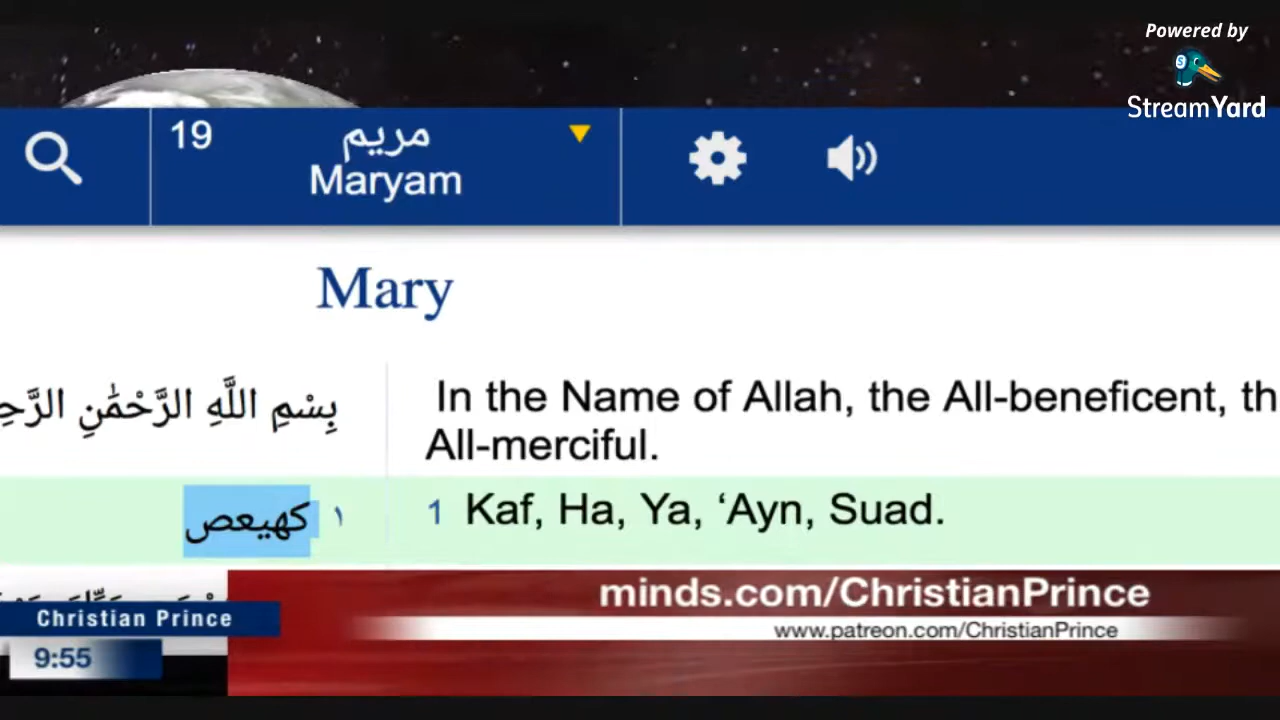 Powered by
StreamYard
19
مريم
Maryam
Mary
بِسْمِ اللَّهِ الرَّحْمَٰنِ
In the Name of Allah, the All-beneficent,
All-merciful.
كهيعص ١
1 Kaf, Ha, Ya, ‘Ayn, Suad.
minds.com/ChristianPrince
Christian Prince
www.patreon.com/ChristianPrince
9:55